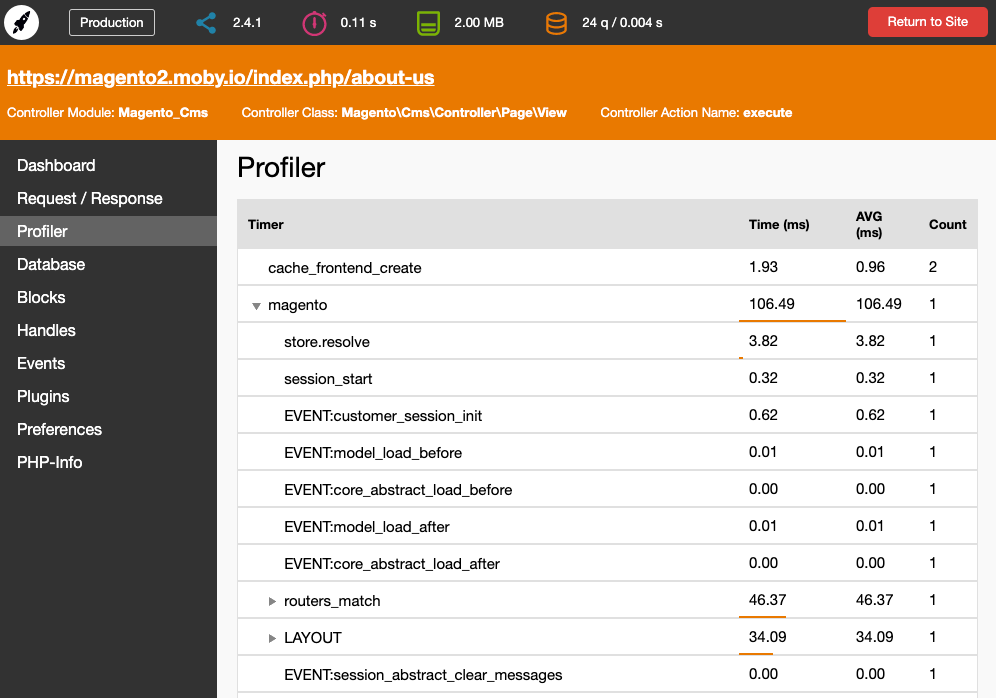 Production 2.4.1 0.11 s 2.00 MB 24 q / 0.004 s Return to Site
https://magento2.moby.io/index.php/about-us
Controller Module: Magento_Cms Controller Class: Magento\Cms\Controller\Page\View Controller Action Name: execute
Dashboard
Request / Response
Profiler
Database
Blocks
Handles
Events
Plugins
Preferences
PHP-Info
Profiler
Timer Time (ms) AVG (ms) Count
cache_frontend_create 1.93 0.96 2
magento 106.49 106.49 1
store.resolve 3.82 3.82 1
session_start 0.32 0.32 1
EVENT:customer_session_init 0.62 0.62 1
EVENT:model_load_before 0.01 0.01 1
EVENT:core_abstract_load_before 0.00 0.00 1
EVENT:model_load_after 0.01 0.01 1
EVENT:core_abstract_load_after 0.00 0.00 1
routers_match 46.37 46.37 1
LAYOUT 34.09 34.09 1
EVENT:session_abstract_clear_messages 0.00 0.00 1